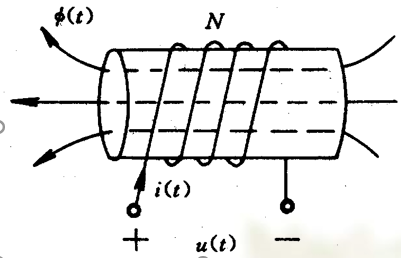 ϕ(t)
N
i(t)
+ u(t) −